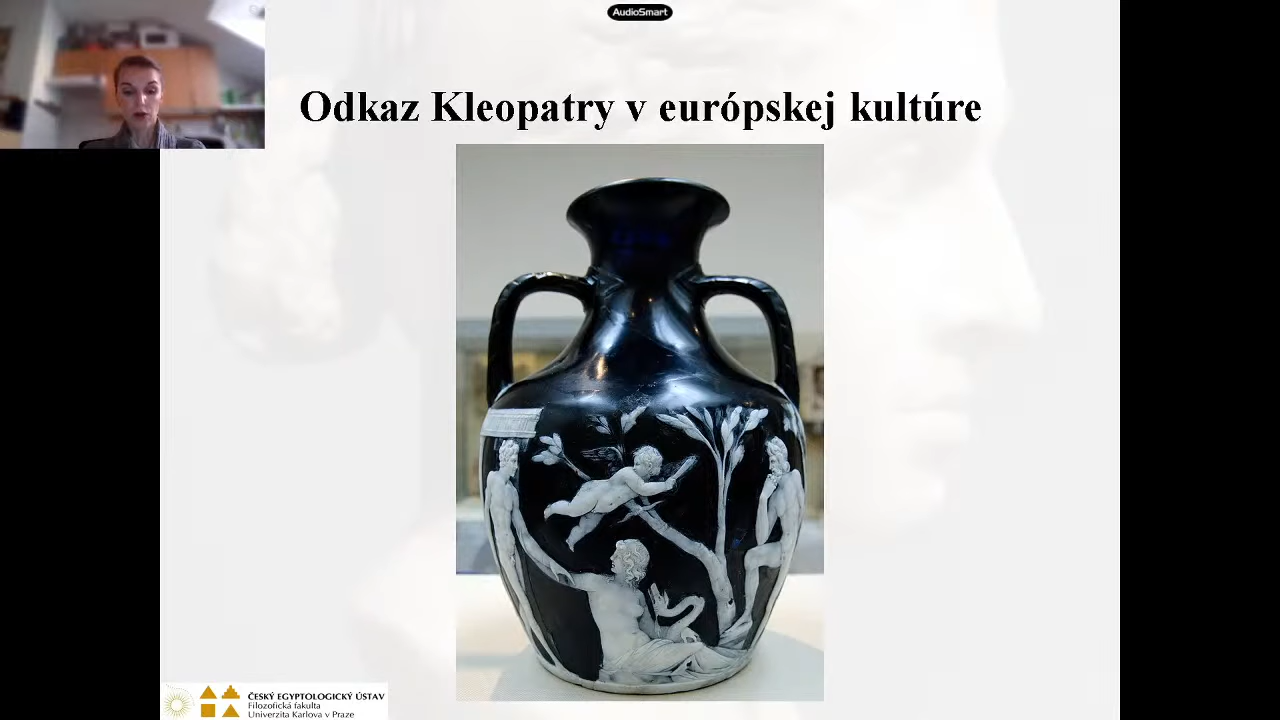 AudioSmart
Odkaz Kleopatry v európskej kultúre
ČESKÝ EGYPTOLOGICKÝ ÚSTAV
Filozofická fakulta
Univerzita Karlova v Praze